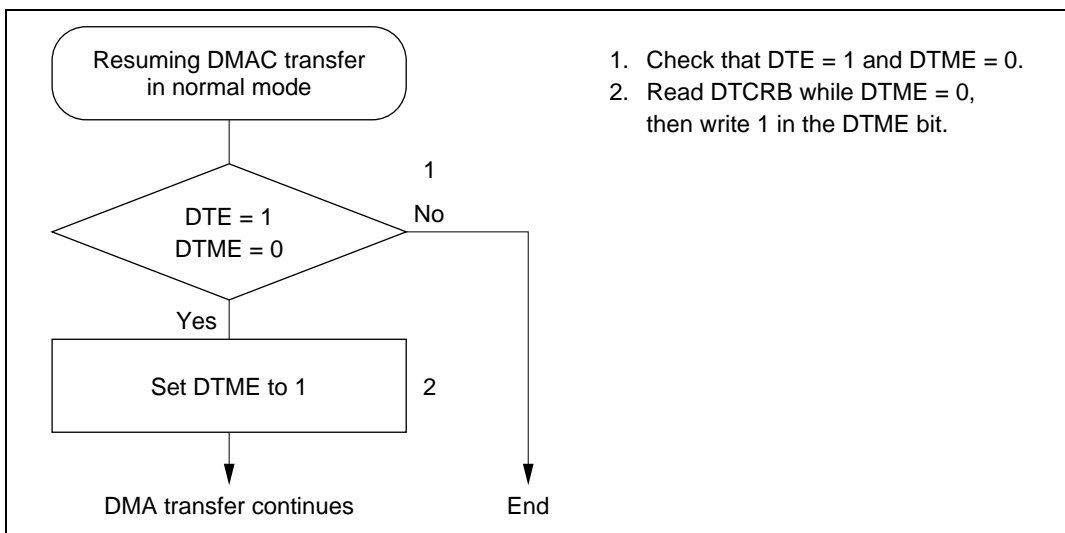 Resuming DMAC transfer
in normal mode
1
DTE = 1
DTME = 0
No
Yes
Set DTME to 1
2
DMA transfer continues
End
1. Check that DTE = 1 and DTME = 0.
2. Read DTCRB while DTME = 0,
then write 1 in the DTME bit.